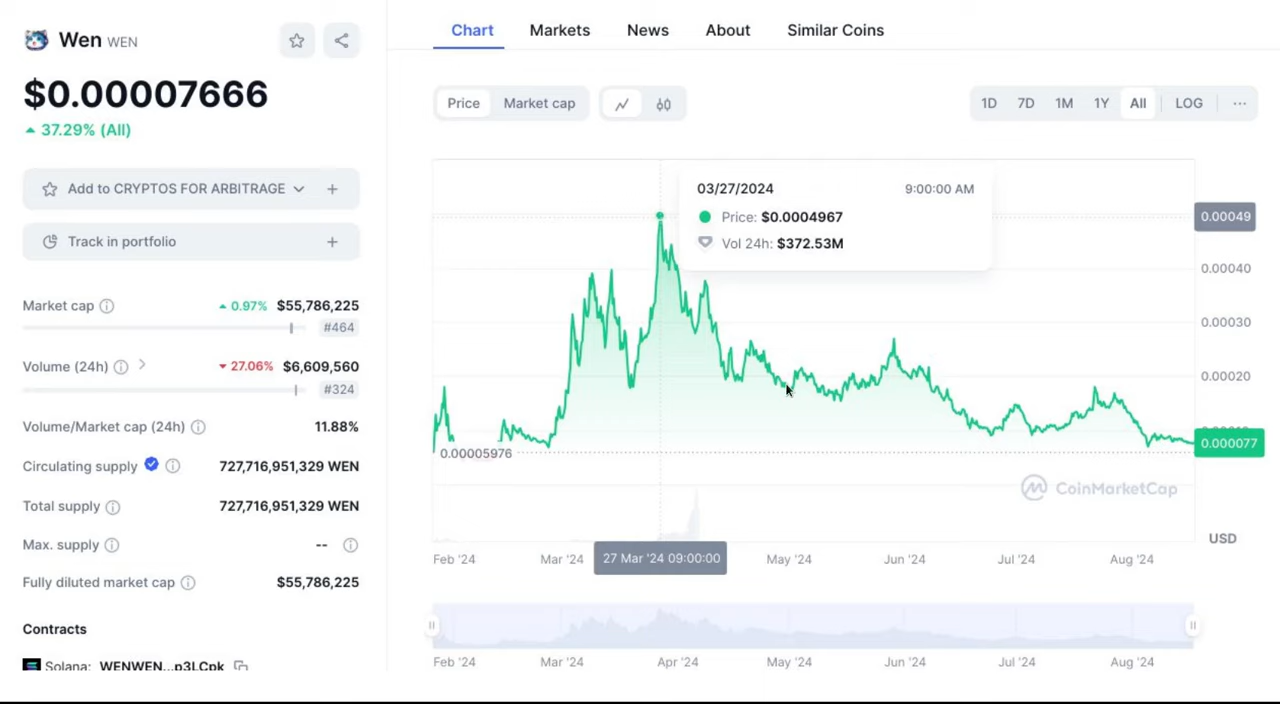 Wen WEN
$0.00007666
37.29% (All)
Add to CRYPTOS FOR ARBITRAGE
Track in portfolio
Market cap 0.97% $55,786,225
#464
Volume (24h) 27.06% $6,609,560
#324
Volume/Market cap (24h) 11.88%
Circulating supply 727,716,951,329 WEN
Total supply 727,716,951,329 WEN
Max. supply --
Fully diluted market cap $55,786,225
Contracts
Solana: WENWEN...p3LCpk
Chart Markets News About Similar Coins
Price Market cap 1D 7D 1M 1Y All LOG ...
03/27/2024 9:00:00 AM
Price: $0.0004967
Vol 24h: $372.53M
0.00049
0.00040
0.00030
0.00020
0.000077
0.00005976
CoinMarketCap
USD
Feb '24 Mar '24 27 Mar '24 09:00:00 May '24 Jun '24 Jul '24 Aug '24
Feb '24 Mar '24 Apr '24 May '24 Jun '24 Jul '24 Aug '24